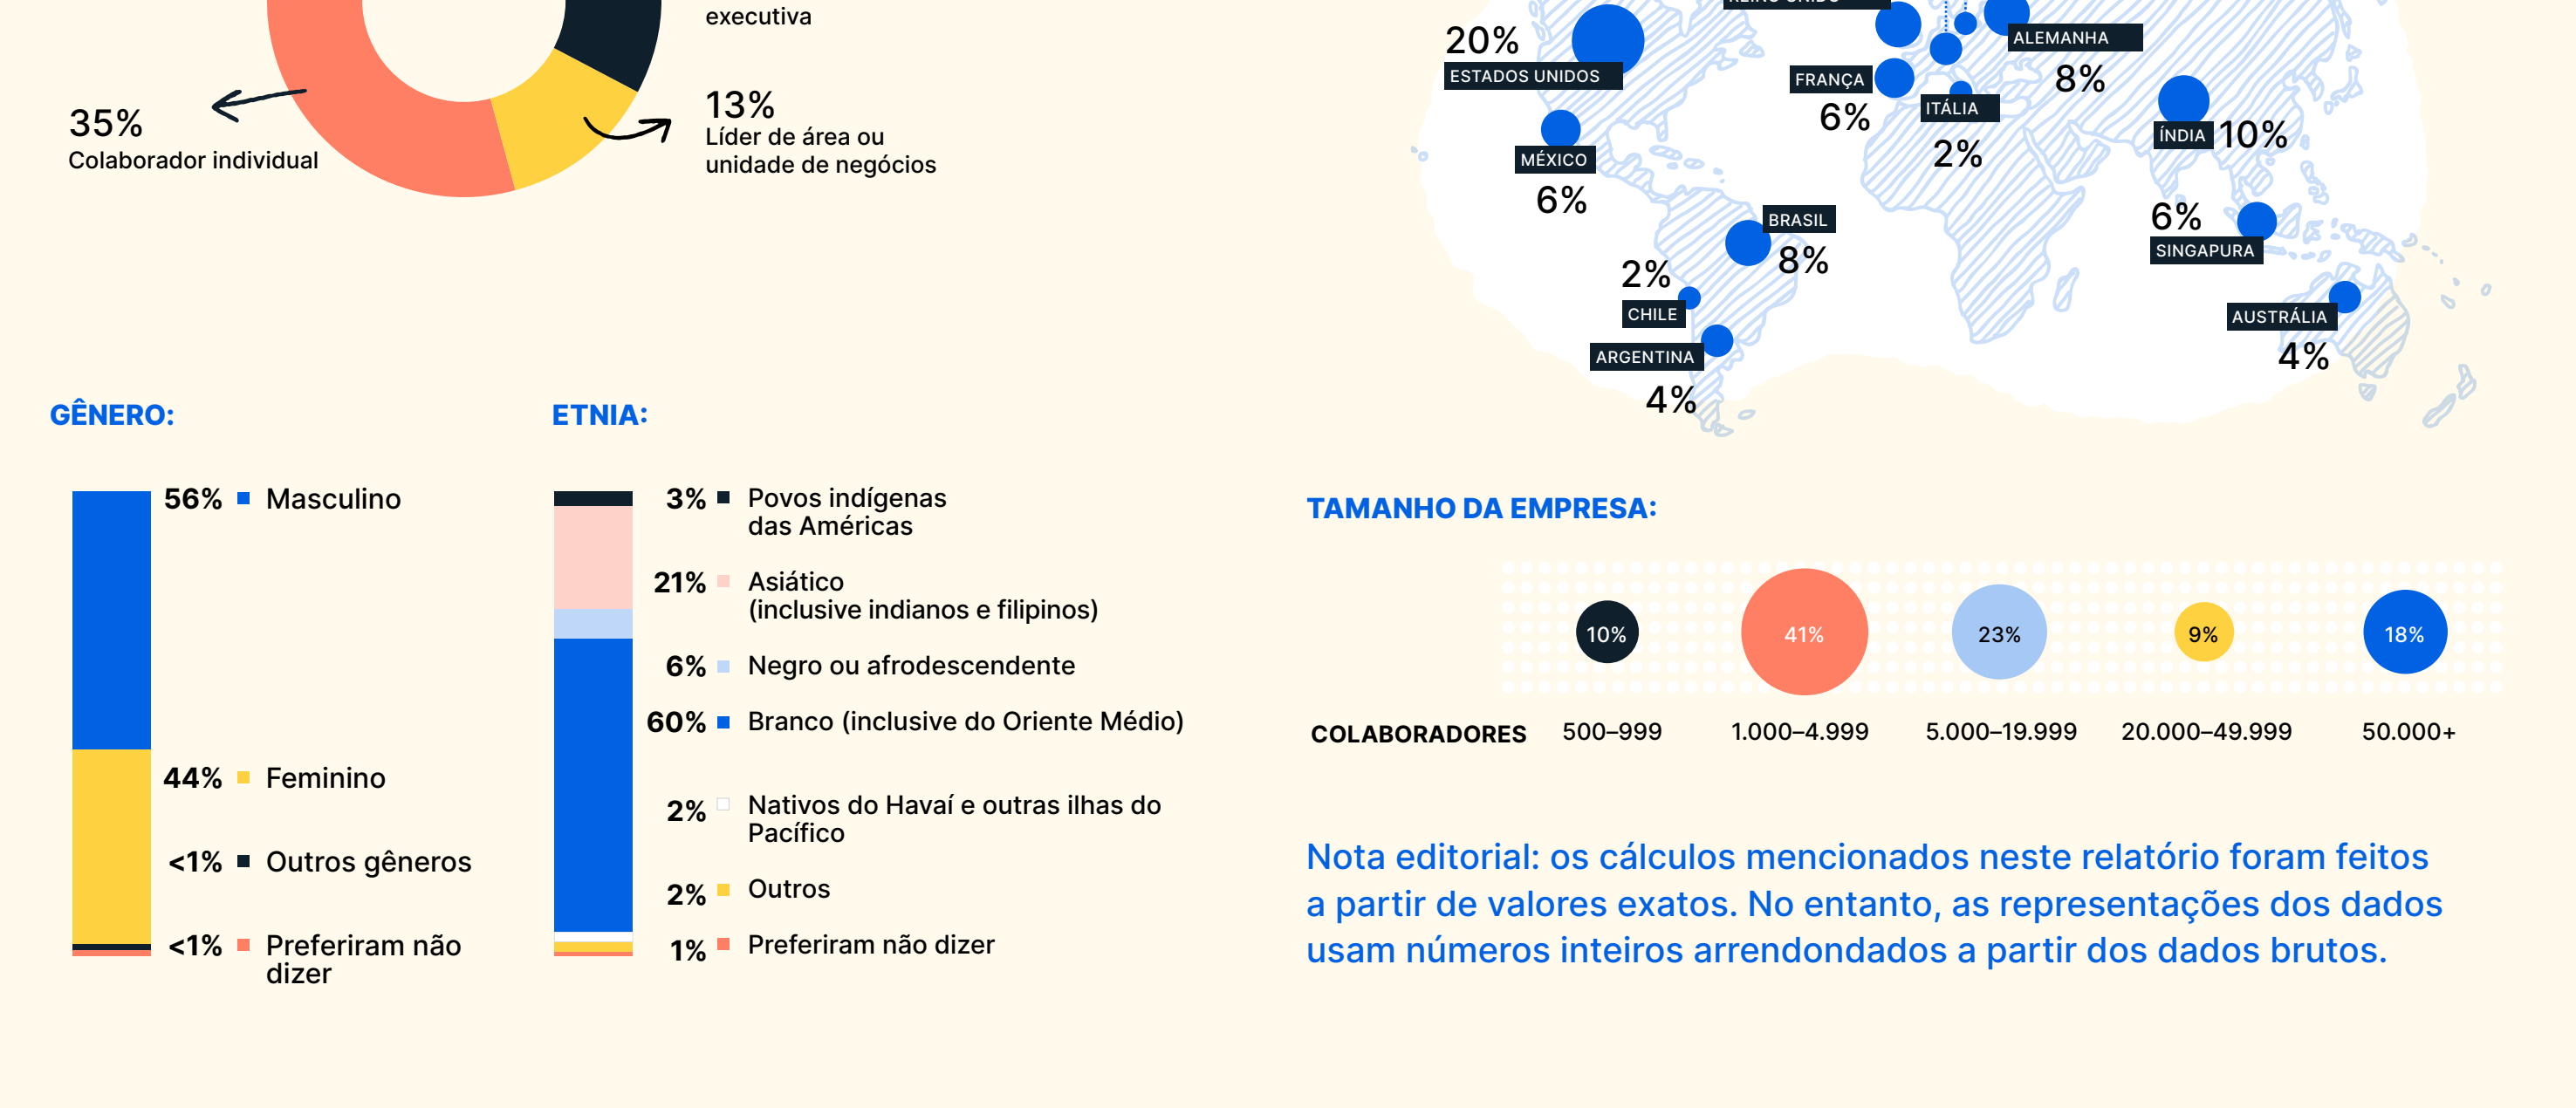 executiva
35%
Colaborador individual
13%
Líder de área ou
unidade de negócios
20%
ESTADOS UNIDOS
MÉXICO
6%
FRANÇA
6%
ALEMANHA
8%
ITÁLIA
2%
ÍNDIA 10%
BRASIL
8%
6%
SINGAPURA
2%
CHILE
AUSTRÁLIA
4%
ARGENTINA
4%
GÊNERO:
56% Masculino
44% Feminino
<1% Outros gêneros
<1% Preferiram não
dizer
ETNIA:
3% Povos indígenas
das Américas
21% Asiático
(inclusive indianos e filipinos)
6% Negro ou afrodescendente
60% Branco (inclusive do Oriente Médio)
2% Nativos do Havaí e outras ilhas do
Pacífico
2% Outros
1% Preferiram não dizer
TAMANHO DA EMPRESA:
10% 41% 23% 9% 18%
COLABORADORES 500–999 1.000–4.999 5.000–19.999 20.000–49.999 50.000+
Nota editorial: os cálculos mencionados neste relatório foram feitos
a partir de valores exatos. No entanto, as representações dos dados
usam números inteiros arrendondados a partir dos dados brutos.